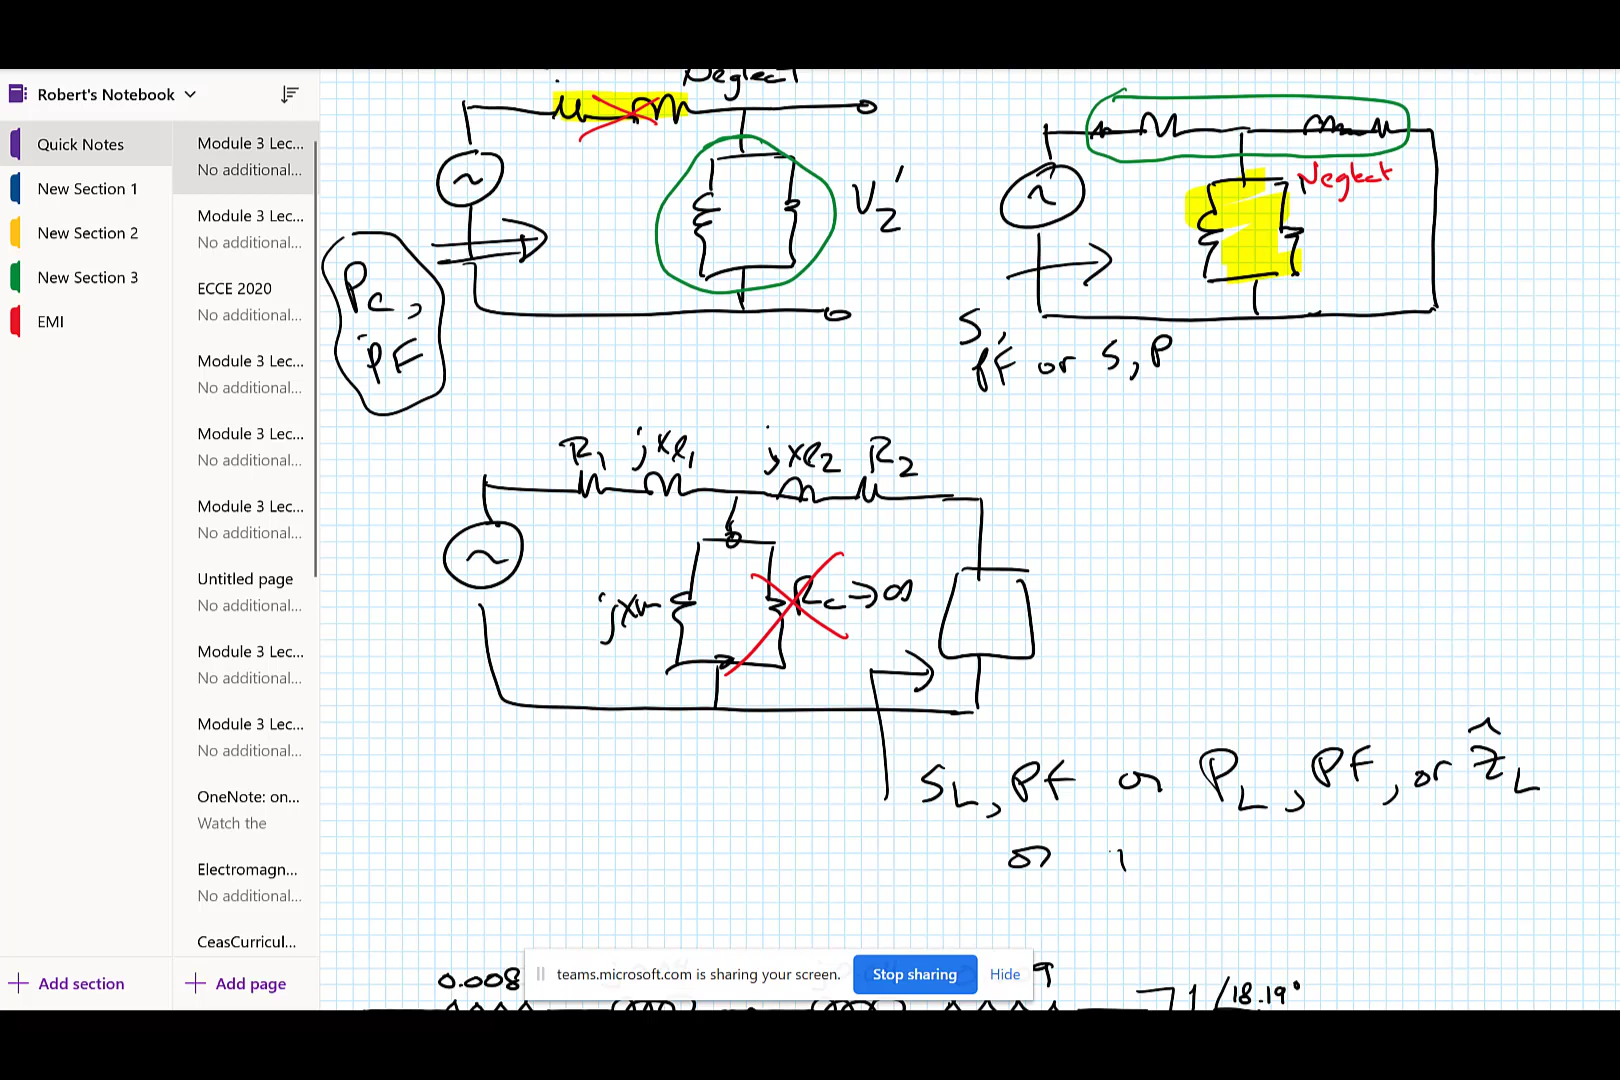 Robert's Notebook
Quick Notes
New Section 1
New Section 2
New Section 3
EMI
Add section
Module 3 Lec...
No additional...
Module 3 Lec...
No additional...
ECCE 2020
No additional...
Module 3 Lec...
No additional...
Module 3 Lec...
No additional...
Module 3 Lec...
No additional...
Untitled page
No additional...
Module 3 Lec...
No additional...
Module 3 Lec...
No additional...
OneNote: on...
Watch the
Electromagn...
No additional...
CeasCurricul...
Add page
Neglect
V₂'
Pc,
PF
Neglect
S,
PF or S, P
R₁ jxl₁ jxl₂ R₂
jxm
Rc→∞
SL, PF or PL, PF, or ẐL
or
0.008
9
71/18.19°
teams.microsoft.com is sharing your screen.
Stop sharing
Hide